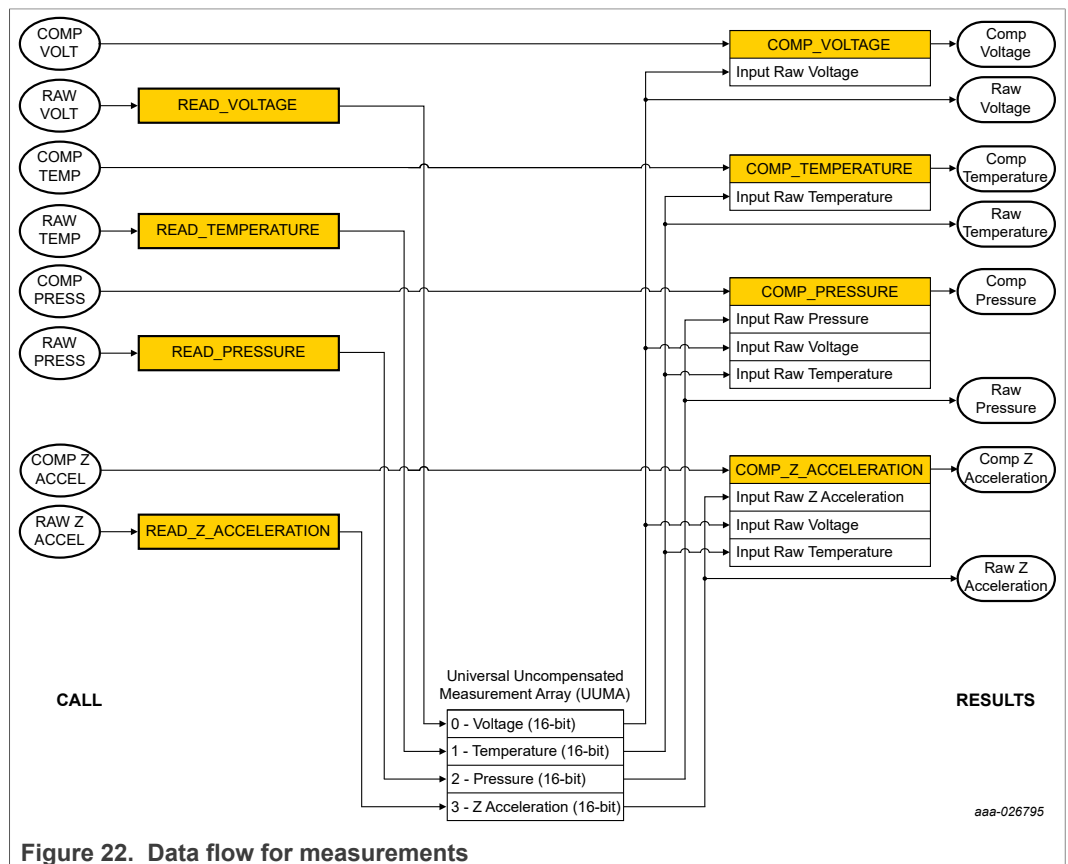 COMP
VOLT
COMP_VOLTAGE
Comp
Voltage
Input Raw Voltage
RAW
VOLT
READ_VOLTAGE
Raw
Voltage
COMP
TEMP
COMP_TEMPERATURE
Comp
Temperature
Input Raw Temperature
RAW
TEMP
READ_TEMPERATURE
Raw
Temperature
COMP
PRESS
COMP_PRESSURE
Comp
Pressure
Input Raw Pressure
RAW
PRESS
READ_PRESSURE
Input Raw Voltage
Input Raw Temperature
Raw
Pressure
COMP Z
ACCEL
COMP_Z_ACCELERATION
Comp Z
Acceleration
Input Raw Z Acceleration
RAW Z
ACCEL
READ_Z_ACCELERATION
Input Raw Voltage
Input Raw Temperature
Raw Z
Acceleration
CALL
Universal Uncompensated
Measurement Array (UUMA)
RESULTS
0 - Voltage (16-bit)
1 - Temperature (16-bit)
2 - Pressure (16-bit)
3 - Z Acceleration (16-bit)
aaa-026795
Figure 22. Data flow for measurements